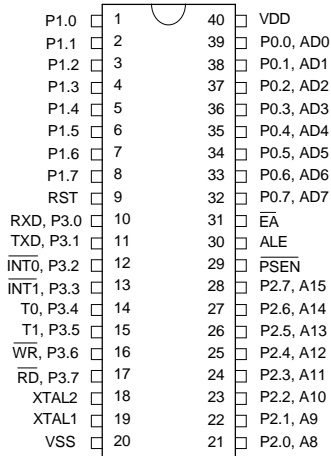 P1.0 1 40 VDD
P1.1 2 39 P0.0, AD0
P1.2 3 38 P0.1, AD1
P1.3 4 37 P0.2, AD2
P1.4 5 36 P0.3, AD3
P1.5 6 35 P0.4, AD4
P1.6 7 34 P0.5, AD5
P1.7 8 33 P0.6, AD6
RST 9 32 P0.7, AD7
RXD, P3.0 10 31 E̅A̅
TXD, P3.1 11 30 ALE
I̅N̅T̅0̅, P3.2 12 29 P̅S̅E̅N̅
I̅N̅T̅1̅, P3.3 13 28 P2.7, A15
T0, P3.4 14 27 P2.6, A14
T1, P3.5 15 26 P2.5, A13
W̅R̅, P3.6 16 25 P2.4, A12
R̅D̅, P3.7 17 24 P2.3, A11
XTAL2 18 23 P2.2, A10
XTAL1 19 22 P2.1, A9
VSS 20 21 P2.0, A8